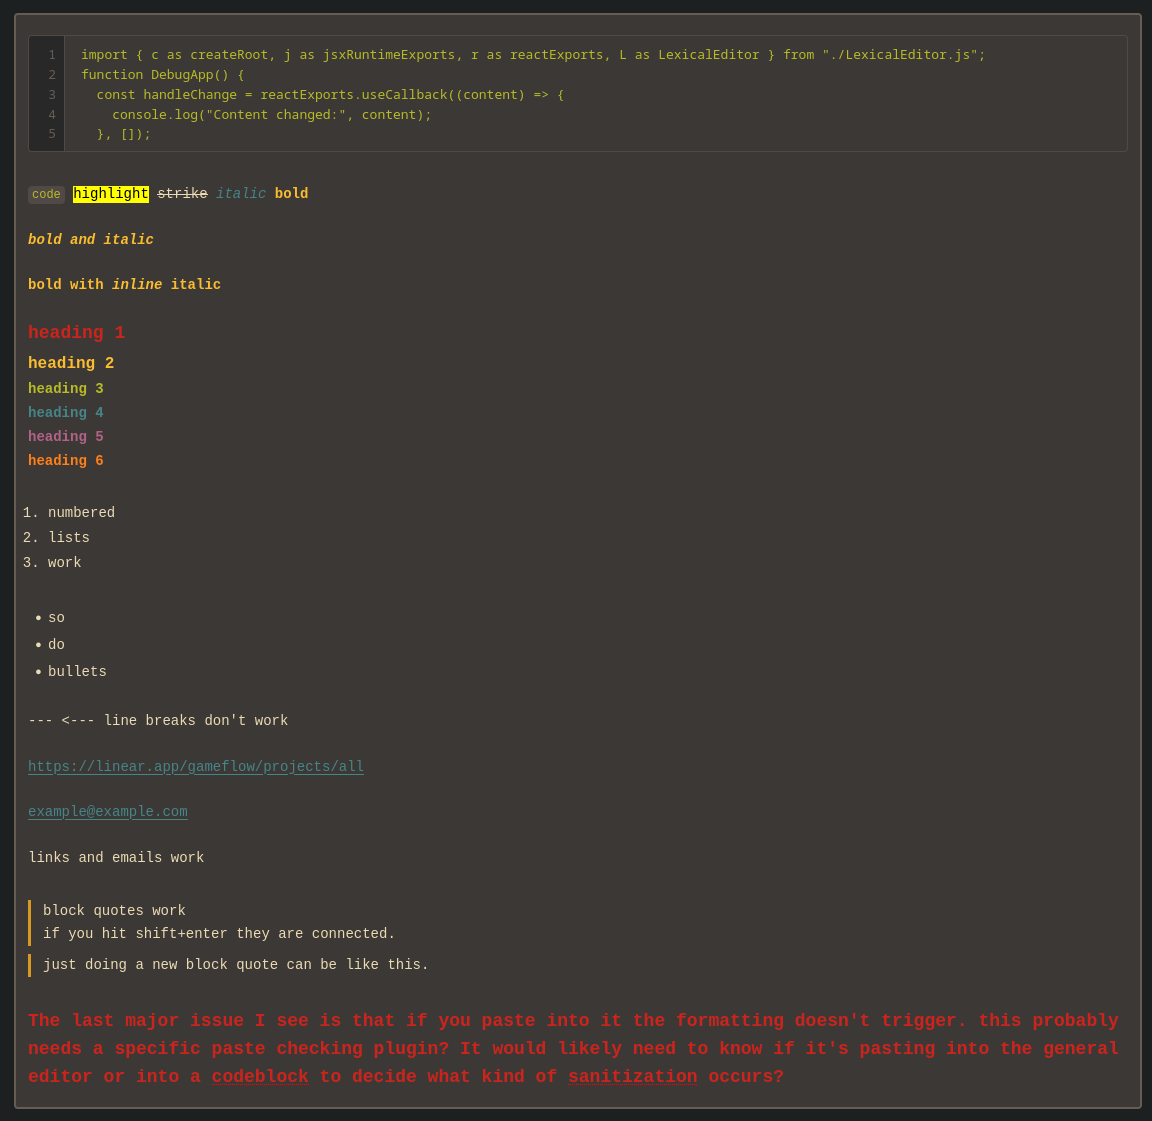 1 import { c as createRoot, j as jsxRuntimeExports, r as reactExports, L as LexicalEditor } from "./LexicalEditor.js";
2 function DebugApp() {
3   const handleChange = reactExports.useCallback((content) => {
4     console.log("Content changed:", content);
5   }, []);
code highlight strike italic bold
bold and italic
bold with inline italic
heading 1
heading 2
heading 3
heading 4
heading 5
heading 6
1. numbered
2. lists
3. work
• so
• do
• bullets
--- <--- line breaks don't work
https://linear.app/gameflow/projects/all
example@example.com
links and emails work
block quotes work
if you hit shift+enter they are connected.
just doing a new block quote can be like this.
The last major issue I see is that if you paste into it the formatting doesn't trigger. this probably
needs a specific paste checking plugin? It would likely need to know if it's pasting into the general
editor or into a codeblock to decide what kind of sanitization occurs?